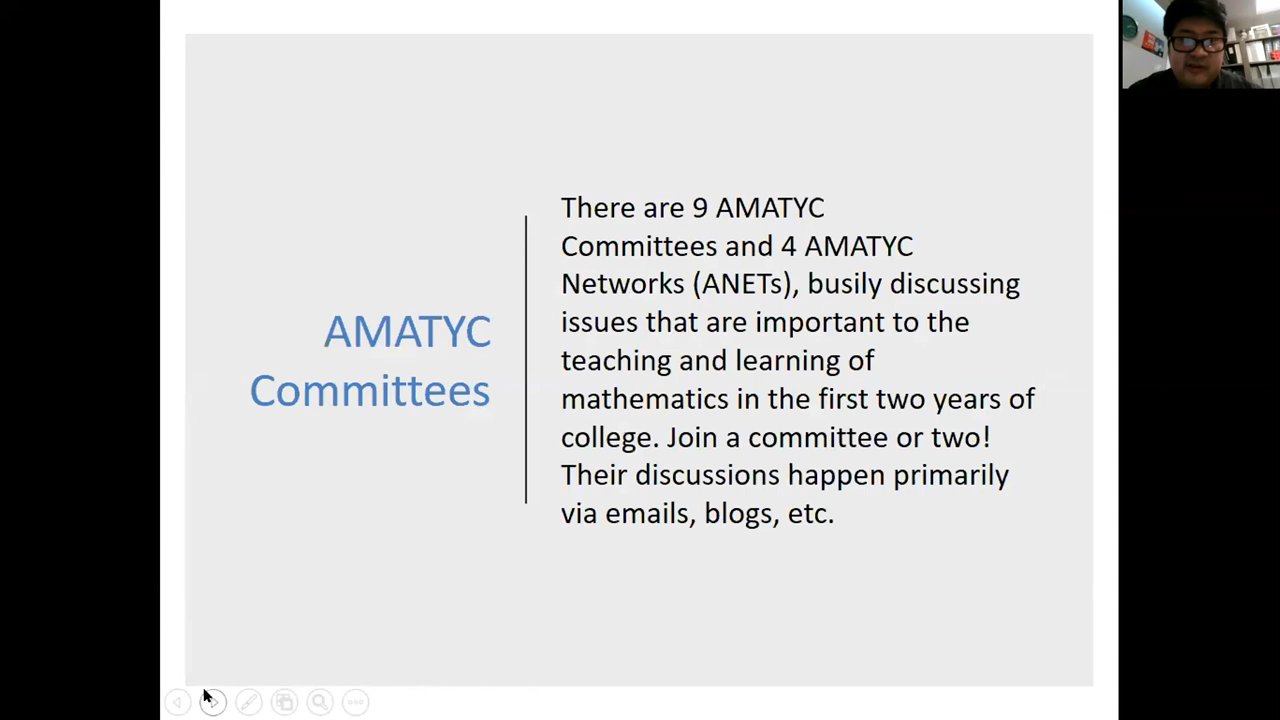 AMATYC
Committees
There are 9 AMATYC
Committees and 4 AMATYC
Networks (ANETs), busily discussing
issues that are important to the
teaching and learning of
mathematics in the first two years of
college. Join a committee or two!
Their discussions happen primarily
via emails, blogs, etc.